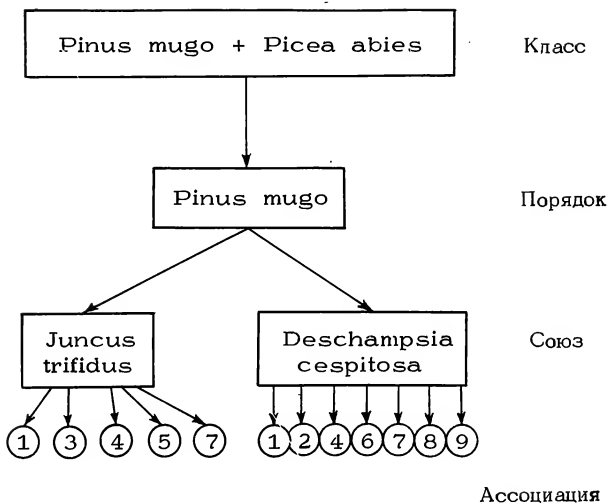 Pinus mugo + Picea abies Класс
Pinus mugo Порядок
Juncus trifidus Deschampsia cespitosa Союз
1 3 4 5 7 1 2 4 6 7 8 9
Ассоциация